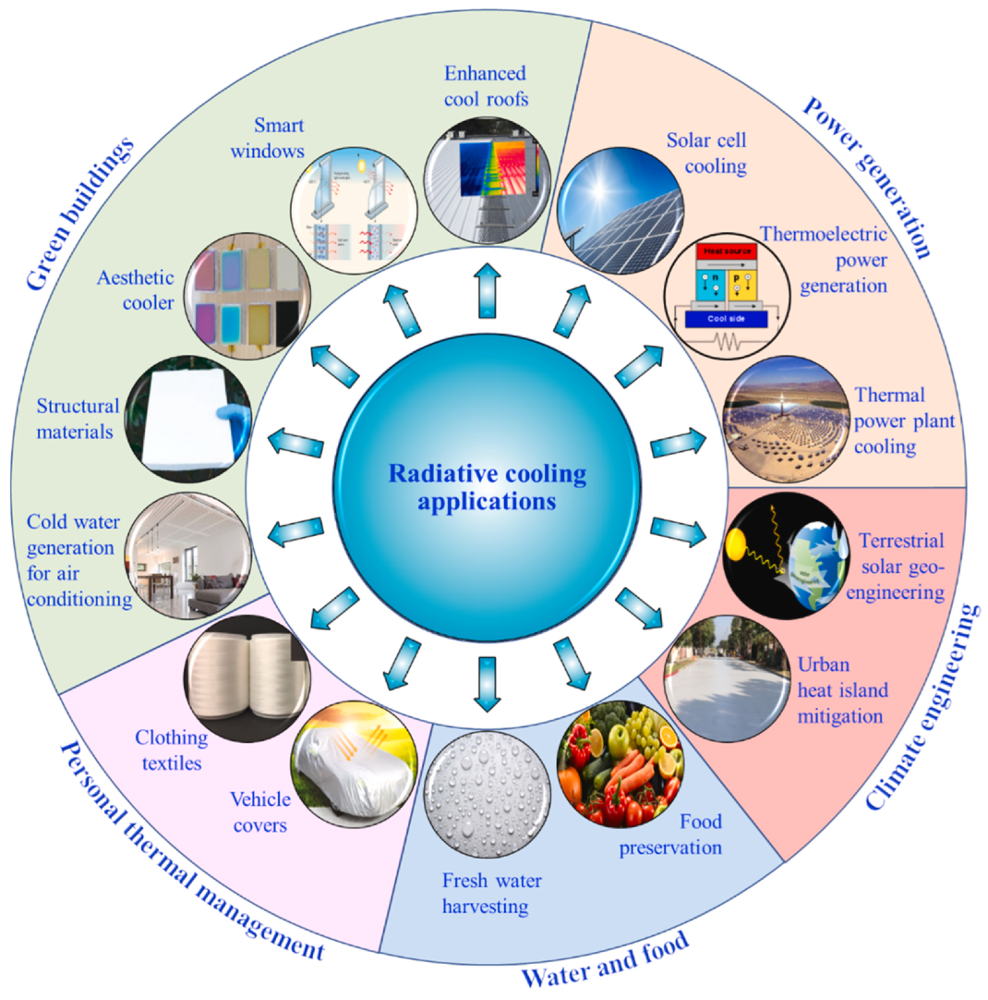 Radiative cooling
applications
Green buildings
Enhanced
cool roofs
Smart
windows
Aesthetic
cooler
Structural
materials
Cold water
generation
for air
conditioning
Power generation
Solar cell
cooling
Thermoelectric
power
generation
Heat source
n
p
Cool side
Thermal
power plant
cooling
Climate engineering
Terrestrial
solar geo-
engineering
Urban
heat island
mitigation
Water and food
Food
preservation
Fresh water
harvesting
Personal thermal management
Vehicle
covers
Clothing
textiles